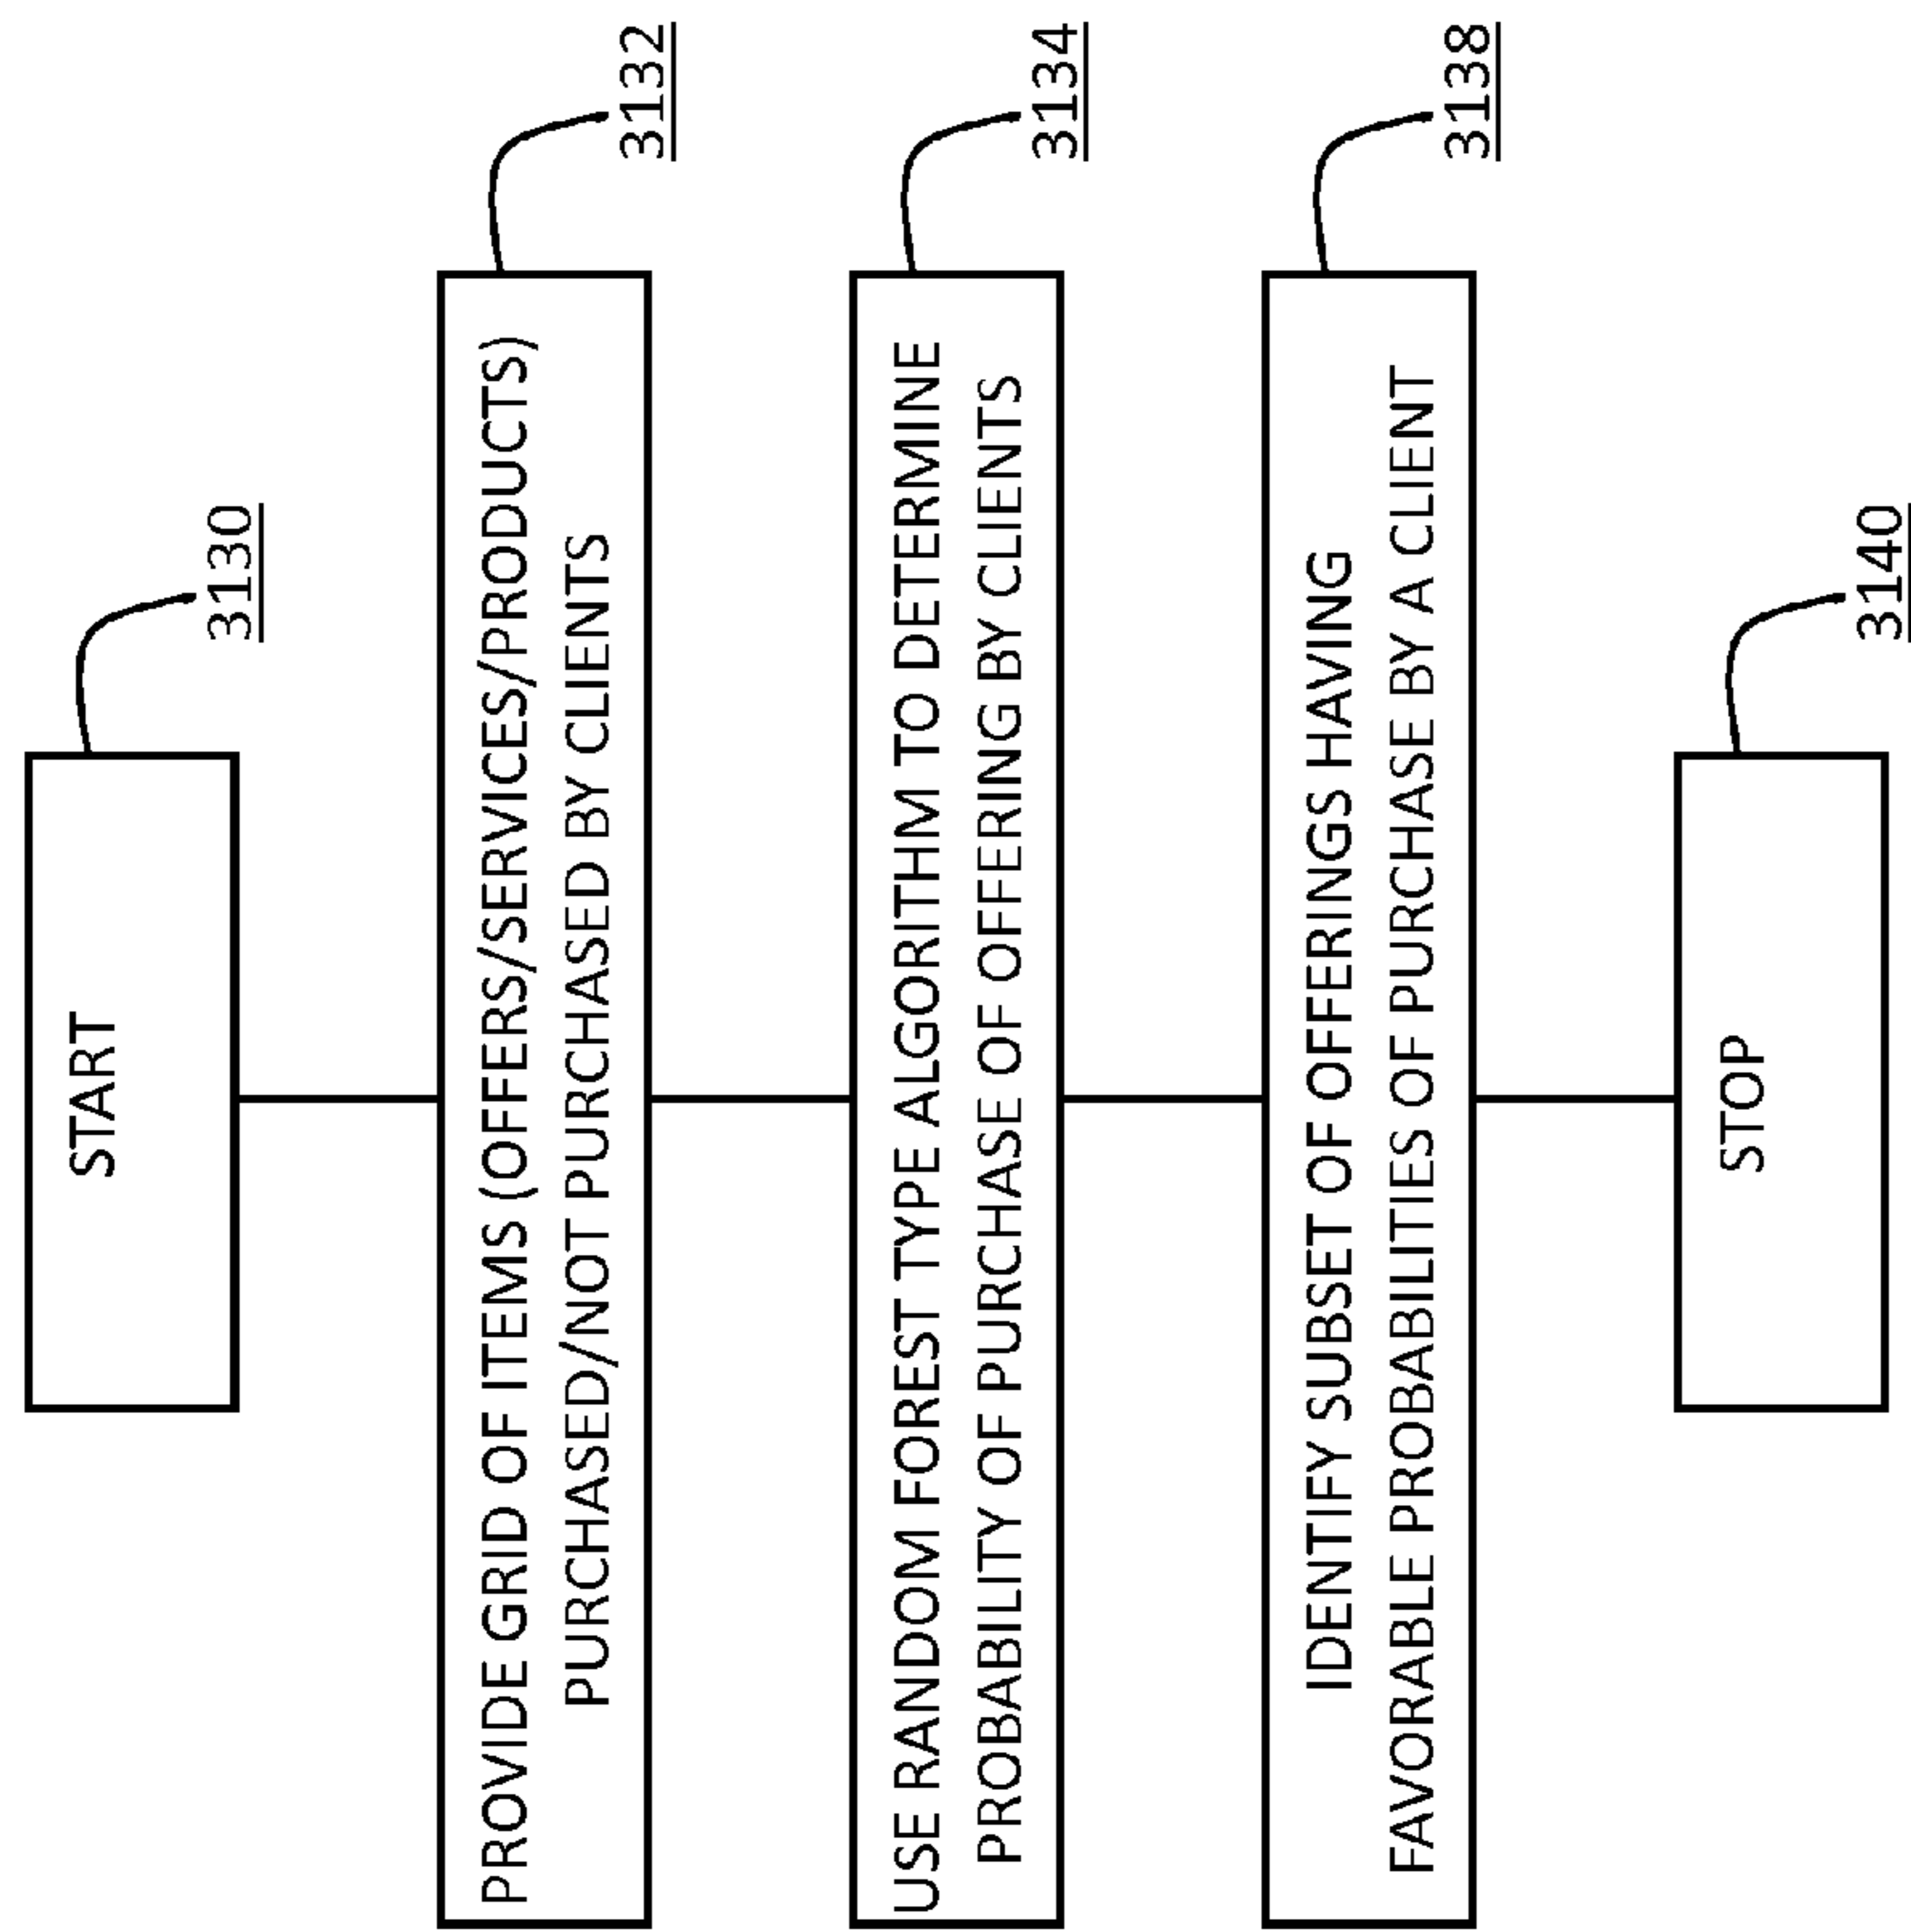 START
3130
PROVIDE GRID OF ITEMS (OFFERS/SERVICES/PRODUCTS)
PURCHASED/NOT PURCHASED BY CLIENTS
3132
USE RANDOM FOREST TYPE ALGORITHM TO DETERMINE
PROBABILITY OF PURCHASE OF OFFERING BY CLIENTS
3134
IDENTIFY SUBSET OF OFFERINGS HAVING
FAVORABLE PROBABILITIES OF PURCHASE BY A CLIENT
3138
STOP
3140